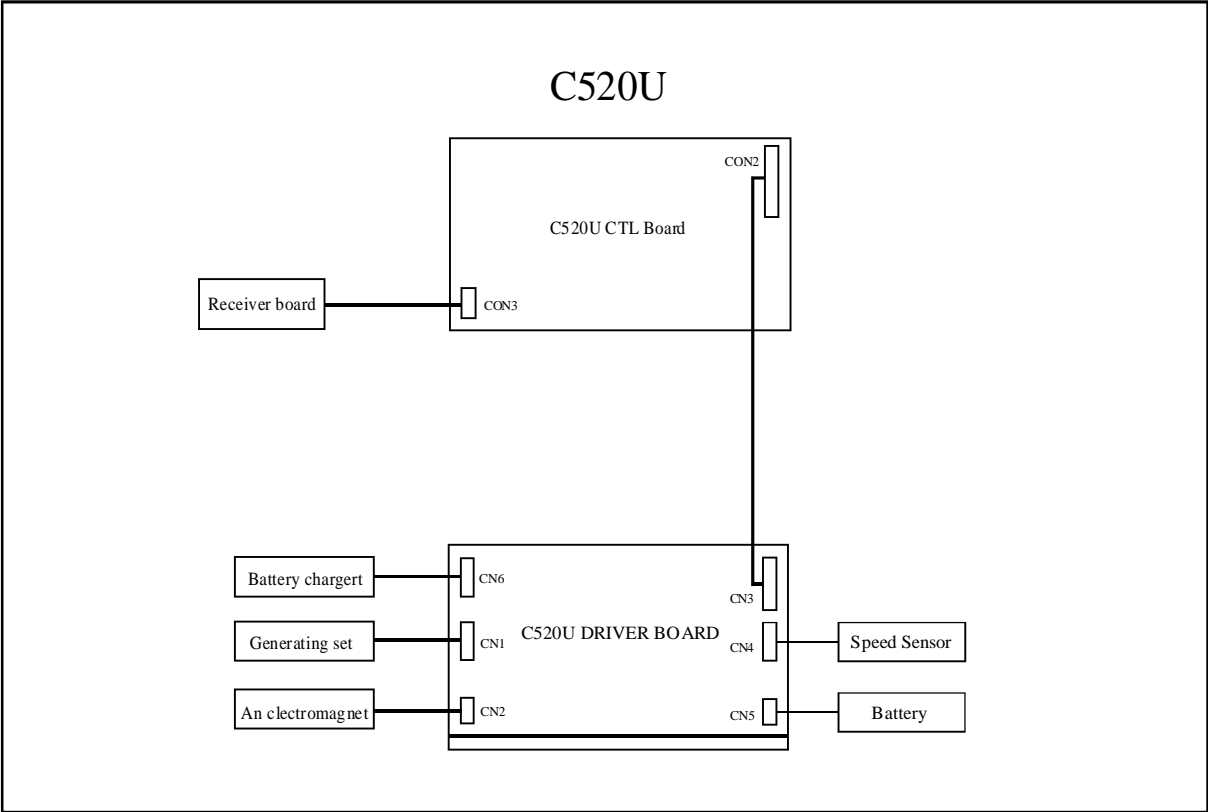 C520U
CON2
C520U CTL Board
Receiver board
CON3
Battery chargert
CN6
CN3
Generating set
CN1
C520U DRIVER BOARD
CN4
Speed Sensor
An clectromagnet
CN2
CN5
Battery